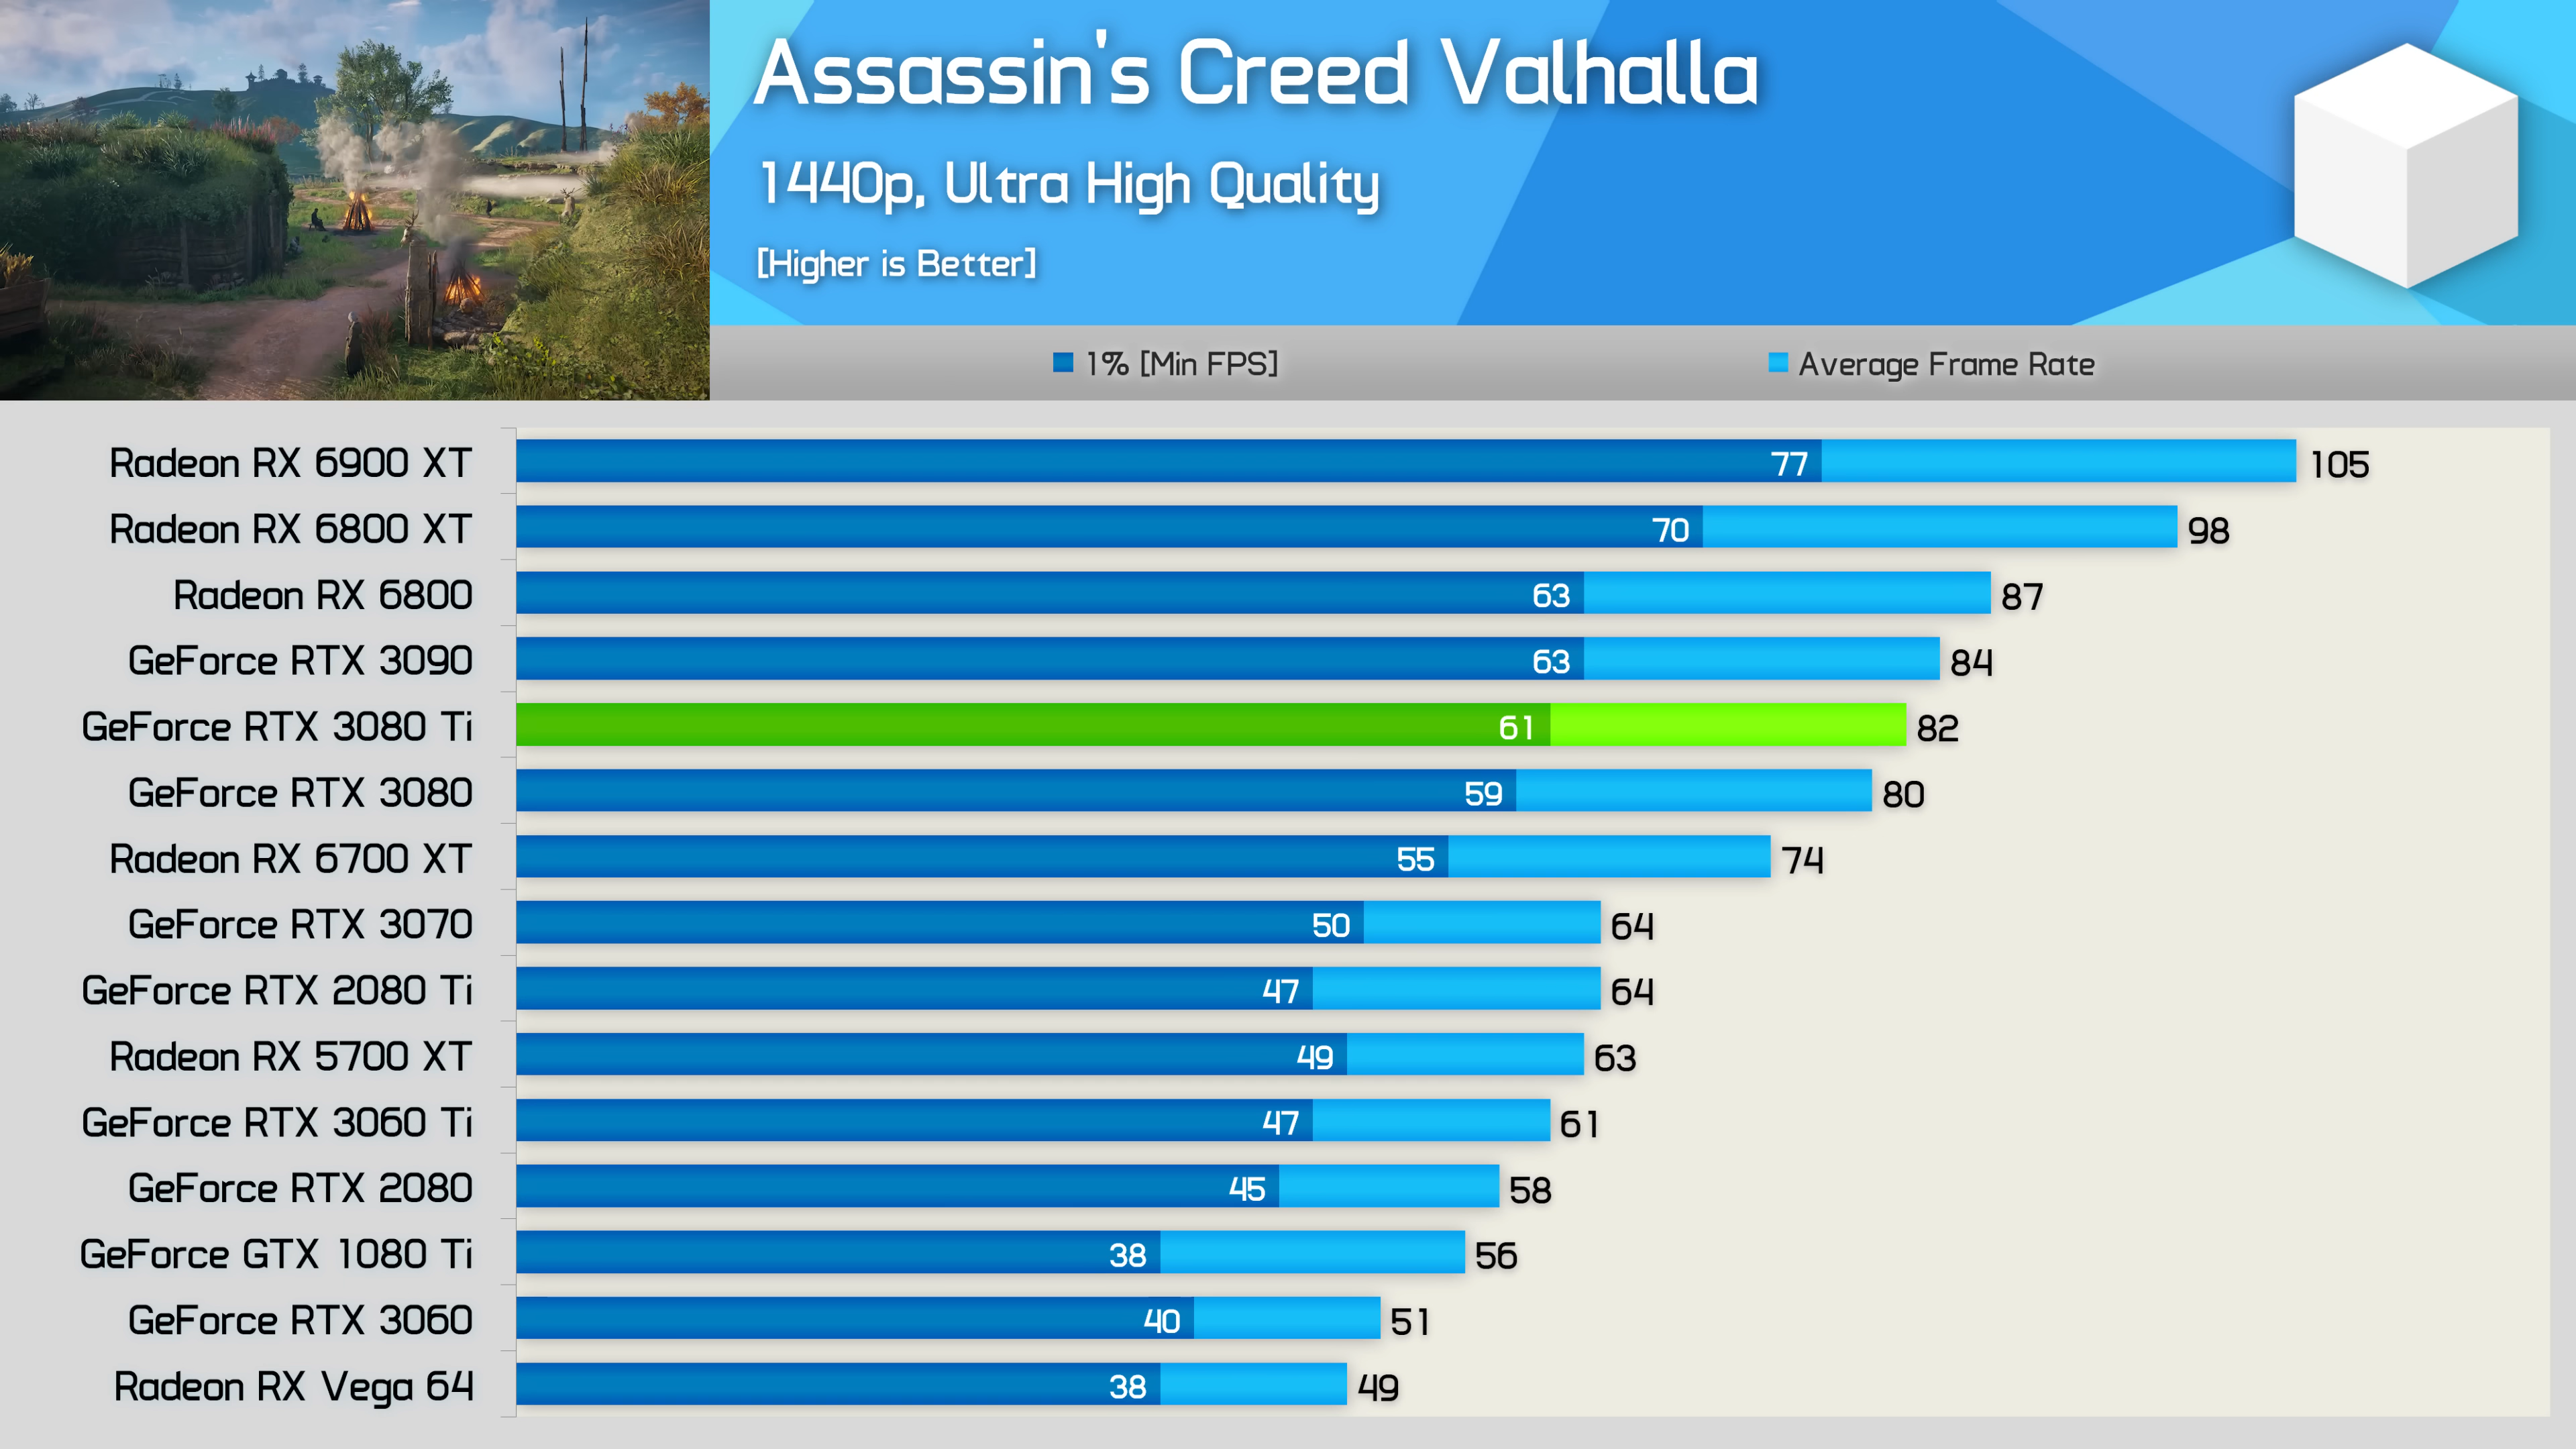 Assassin's Creed Valhalla
1440p, Ultra High Quality
[Higher is Better]
1% [Min FPS] Average Frame Rate
Radeon RX 6900 XT 77 105
Radeon RX 6800 XT 70 98
Radeon RX 6800 63 87
GeForce RTX 3090 63 84
GeForce RTX 3080 Ti 61 82
GeForce RTX 3080 59 80
Radeon RX 6700 XT 55 74
GeForce RTX 3070 50 64
GeForce RTX 2080 Ti 47 64
Radeon RX 5700 XT 49 63
GeForce RTX 3060 Ti 47 61
GeForce RTX 2080 45 58
GeForce GTX 1080 Ti 38 56
GeForce RTX 3060 40 51
Radeon RX Vega 64 38 49